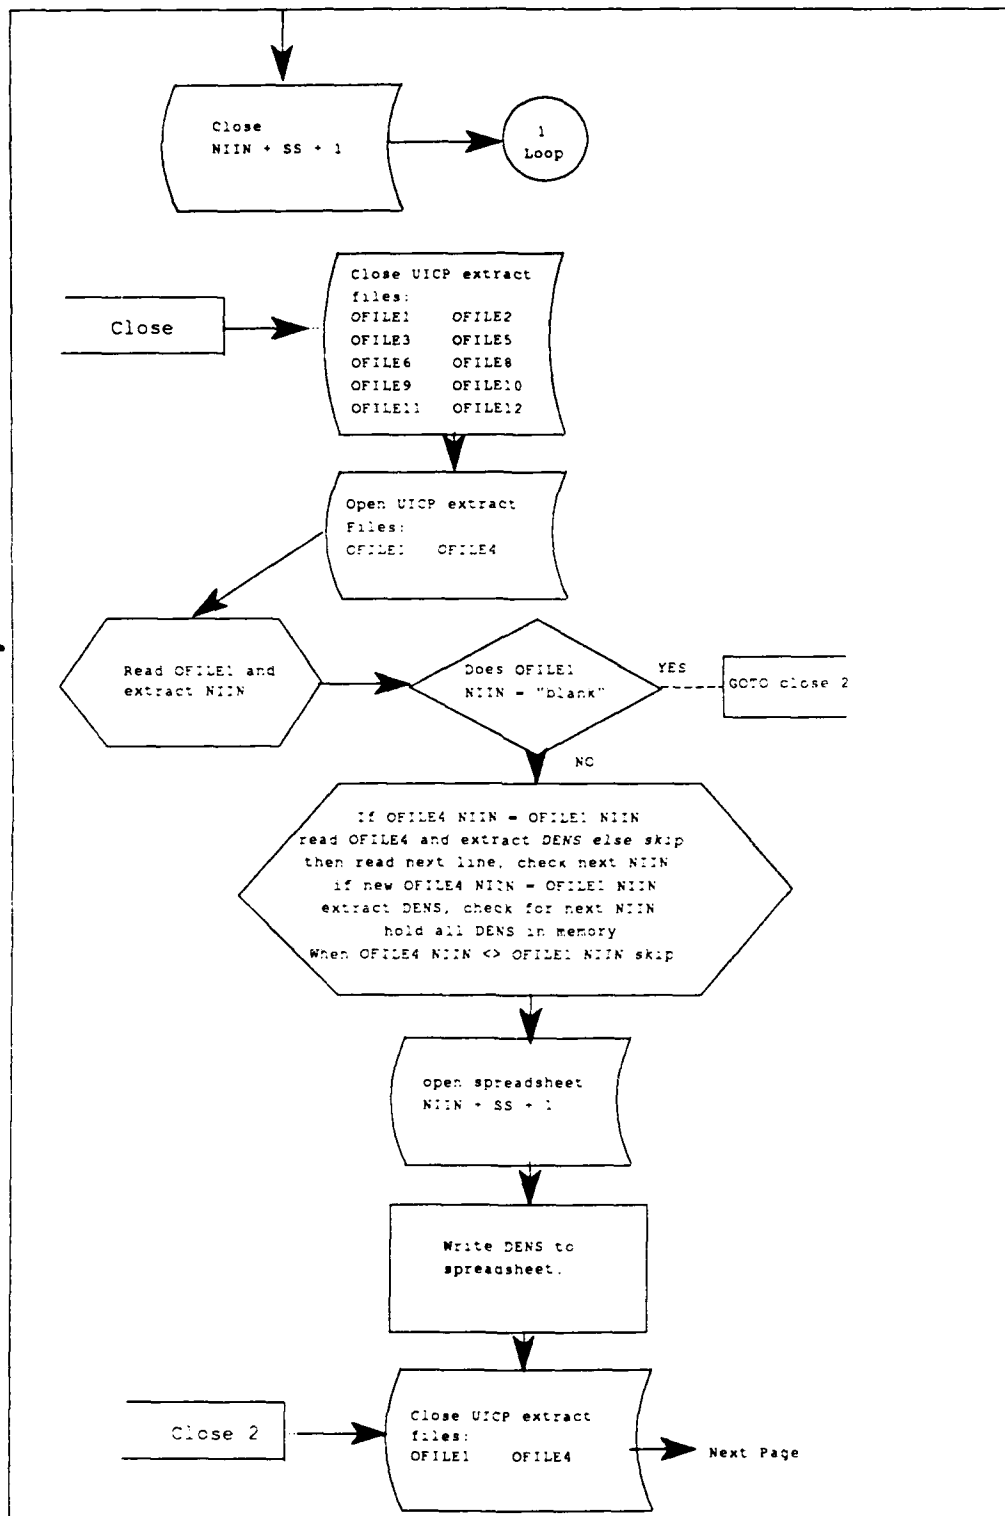 Close
NIIN + SS + 1
1
Loop
Close UICP extract
files:
OFILE1 OFILE2
OFILE3 OFILE5
OFILE6 OFILE8
OFILE9 OFILE10
OFILE11 OFILE12
Close
Open UICP extract
Files:
OFILE1 OFILE4
Read OFILE1 and
extract NIIN
Does OFILE1
NIIN = "blank"
YES
GOTO close 2
NO
If OFILE4 NIIN = OFILE1 NIIN
read OFILE4 and extract DENS else skip
then read next line, check next NIIN
if new OFILE4 NIIN = OFILE1 NIIN
extract DENS, check for next NIIN
hold all DENS in memory
When OFILE4 NIIN <> OFILE1 NIIN skip
open spreadsheet
NIIN + SS + 1
Write DENS to
spreadsheet.
Close 2
Close UICP extract
files:
OFILE1 OFILE4
Next Page